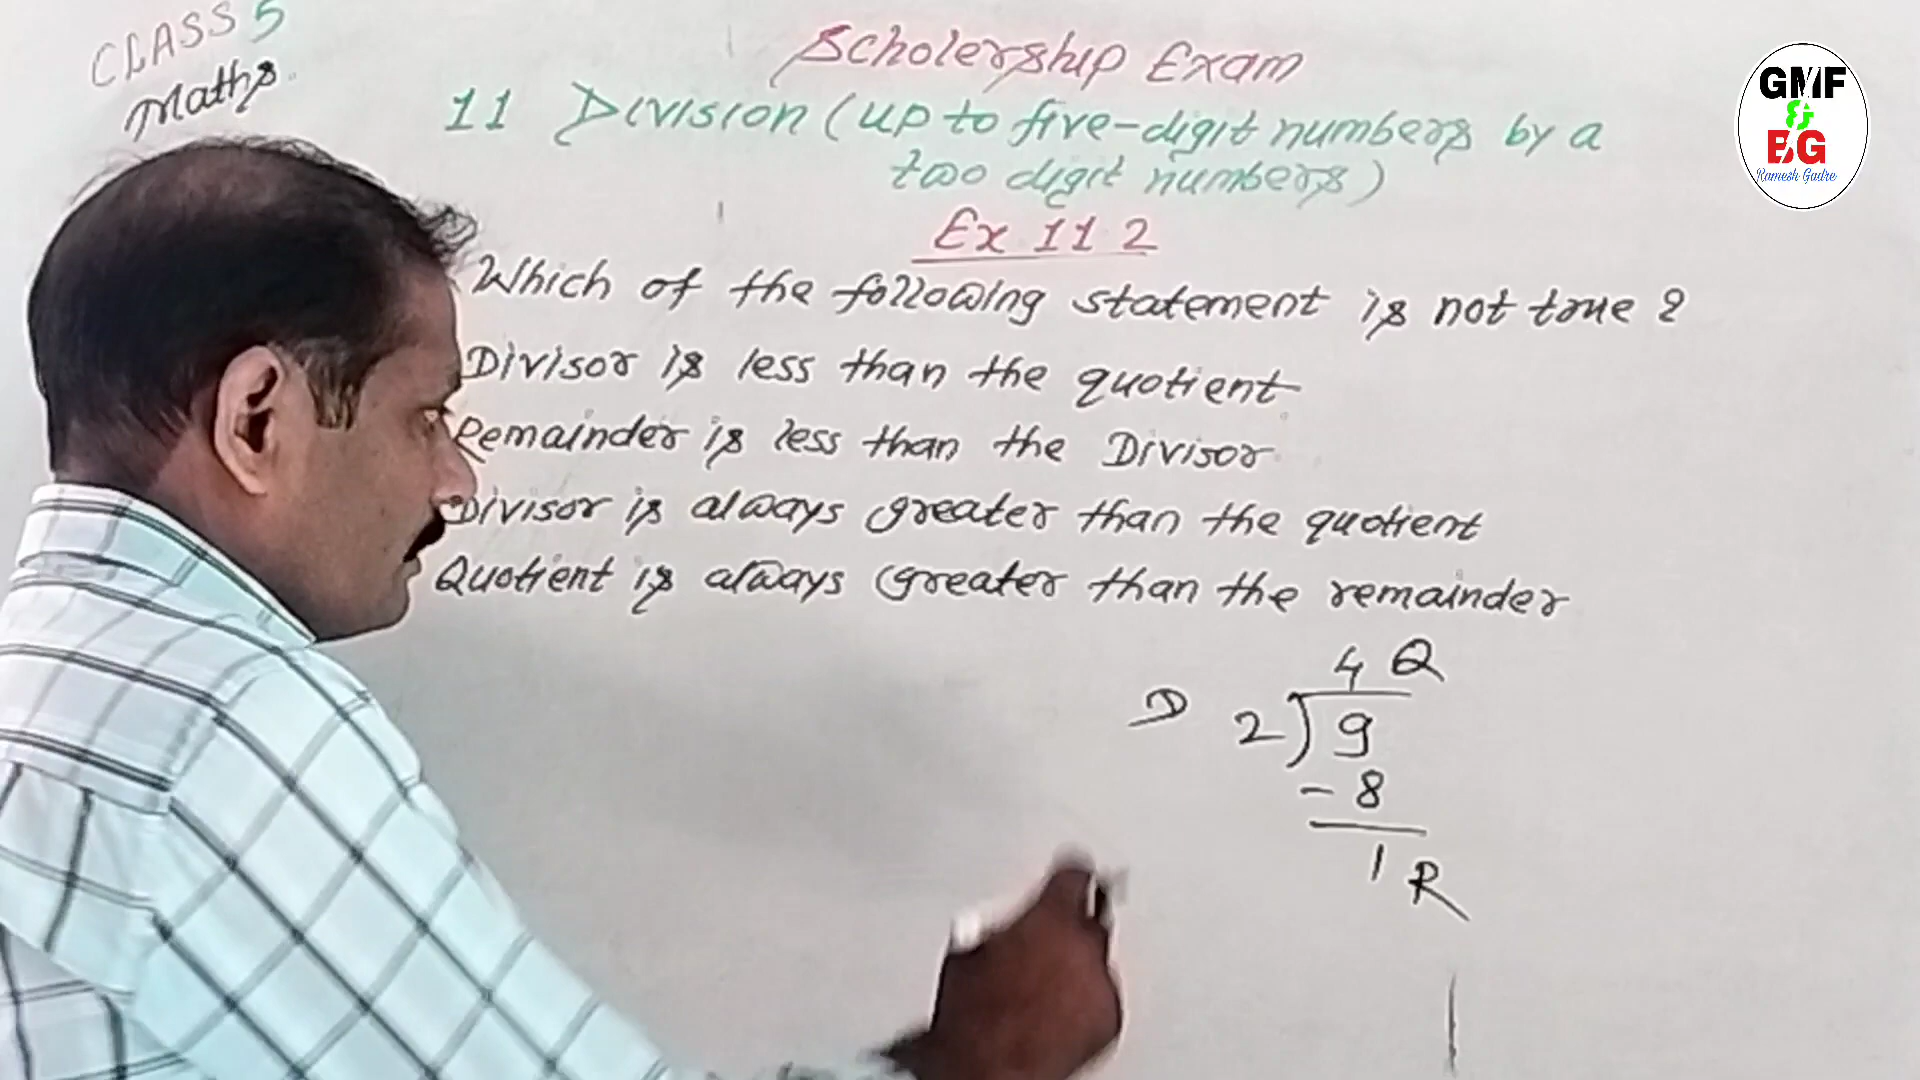 CLASS 5
Maths.
Scholership Exam
11 Division (up to five-digit numbers by a
two digit numbers)
Ex 11 2
Which of the following statement is not true ?
Divisor is less than the quotient
Remainder is less than the Divisor
Divisor is always greater than the quotient
Quotient is always Greater than the remainder
4 Q
D 2)9
- 8
1 R
GMF
&
BG
Ramesh Gadre